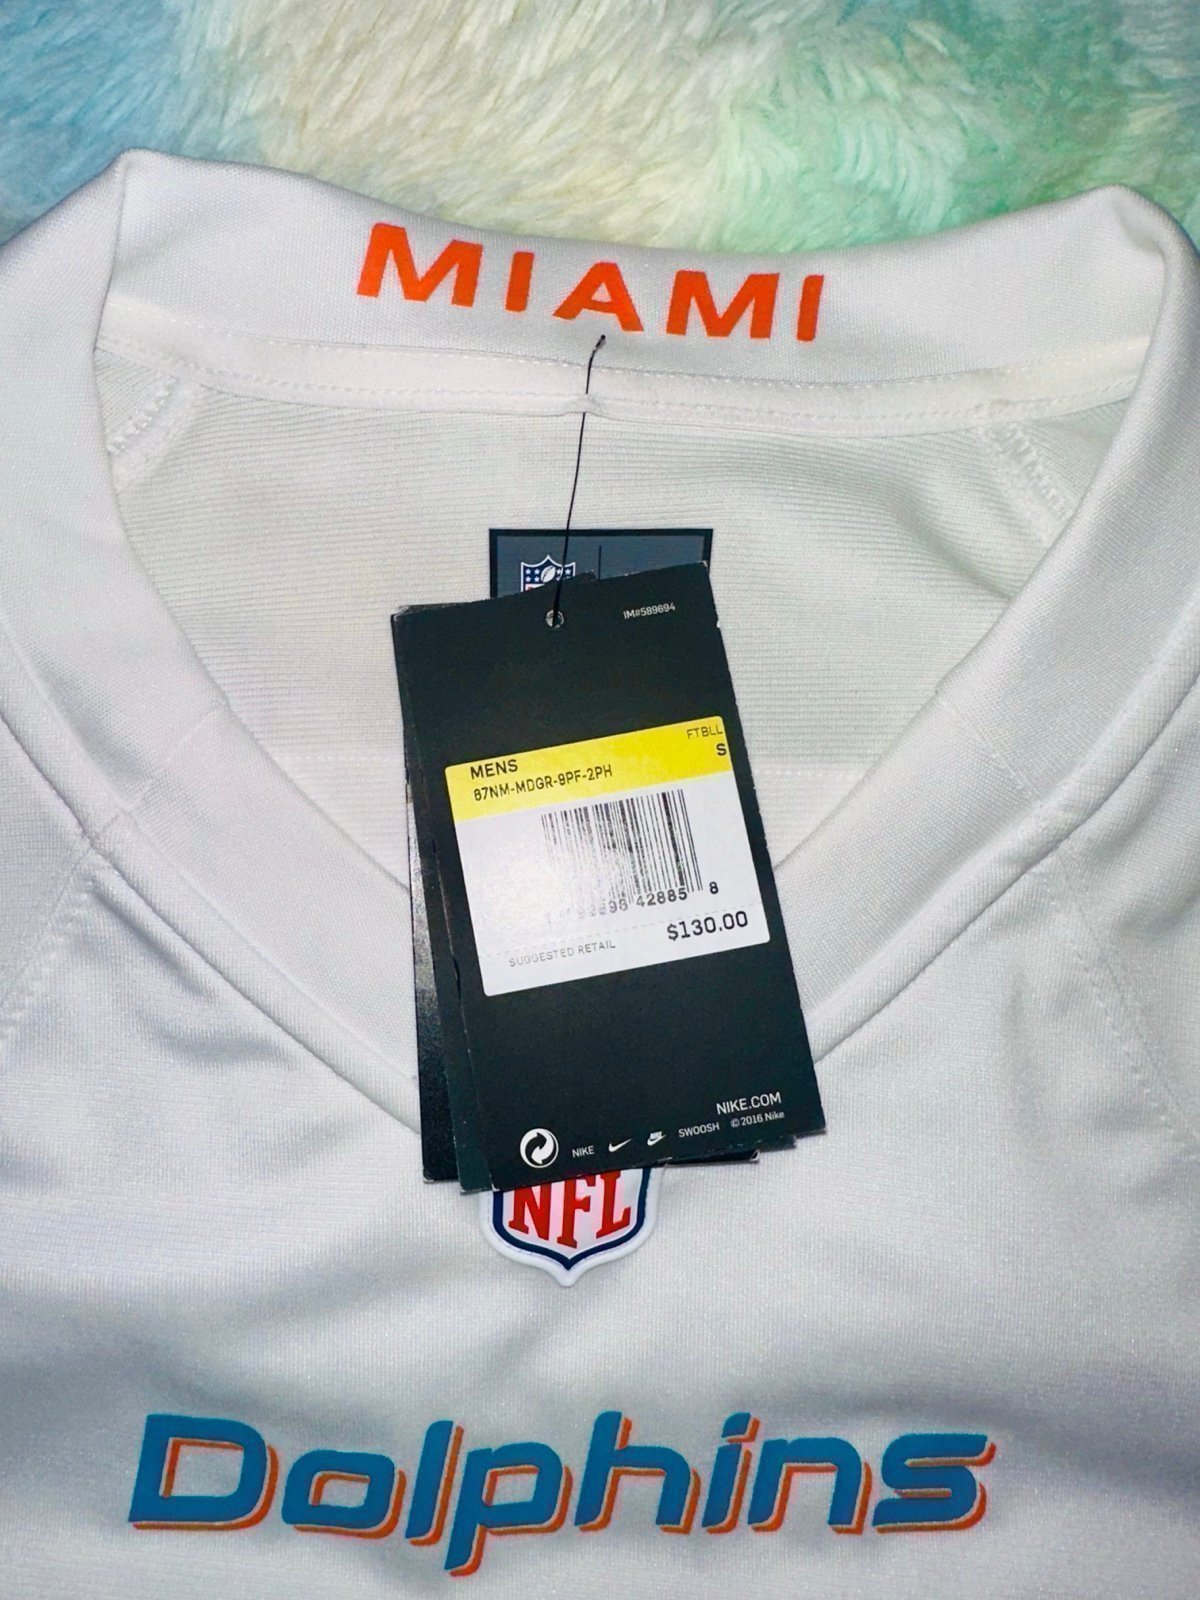 MIAMI
IM#589694
FTBLL
MENS
S
87NM-MDGR-9PF-2PH
42885 8
SUGGESTED RETAIL
$130.00
NIKE.COM
NIKE
SWOOSH
© 2016 Nike
NFL
Dolphins